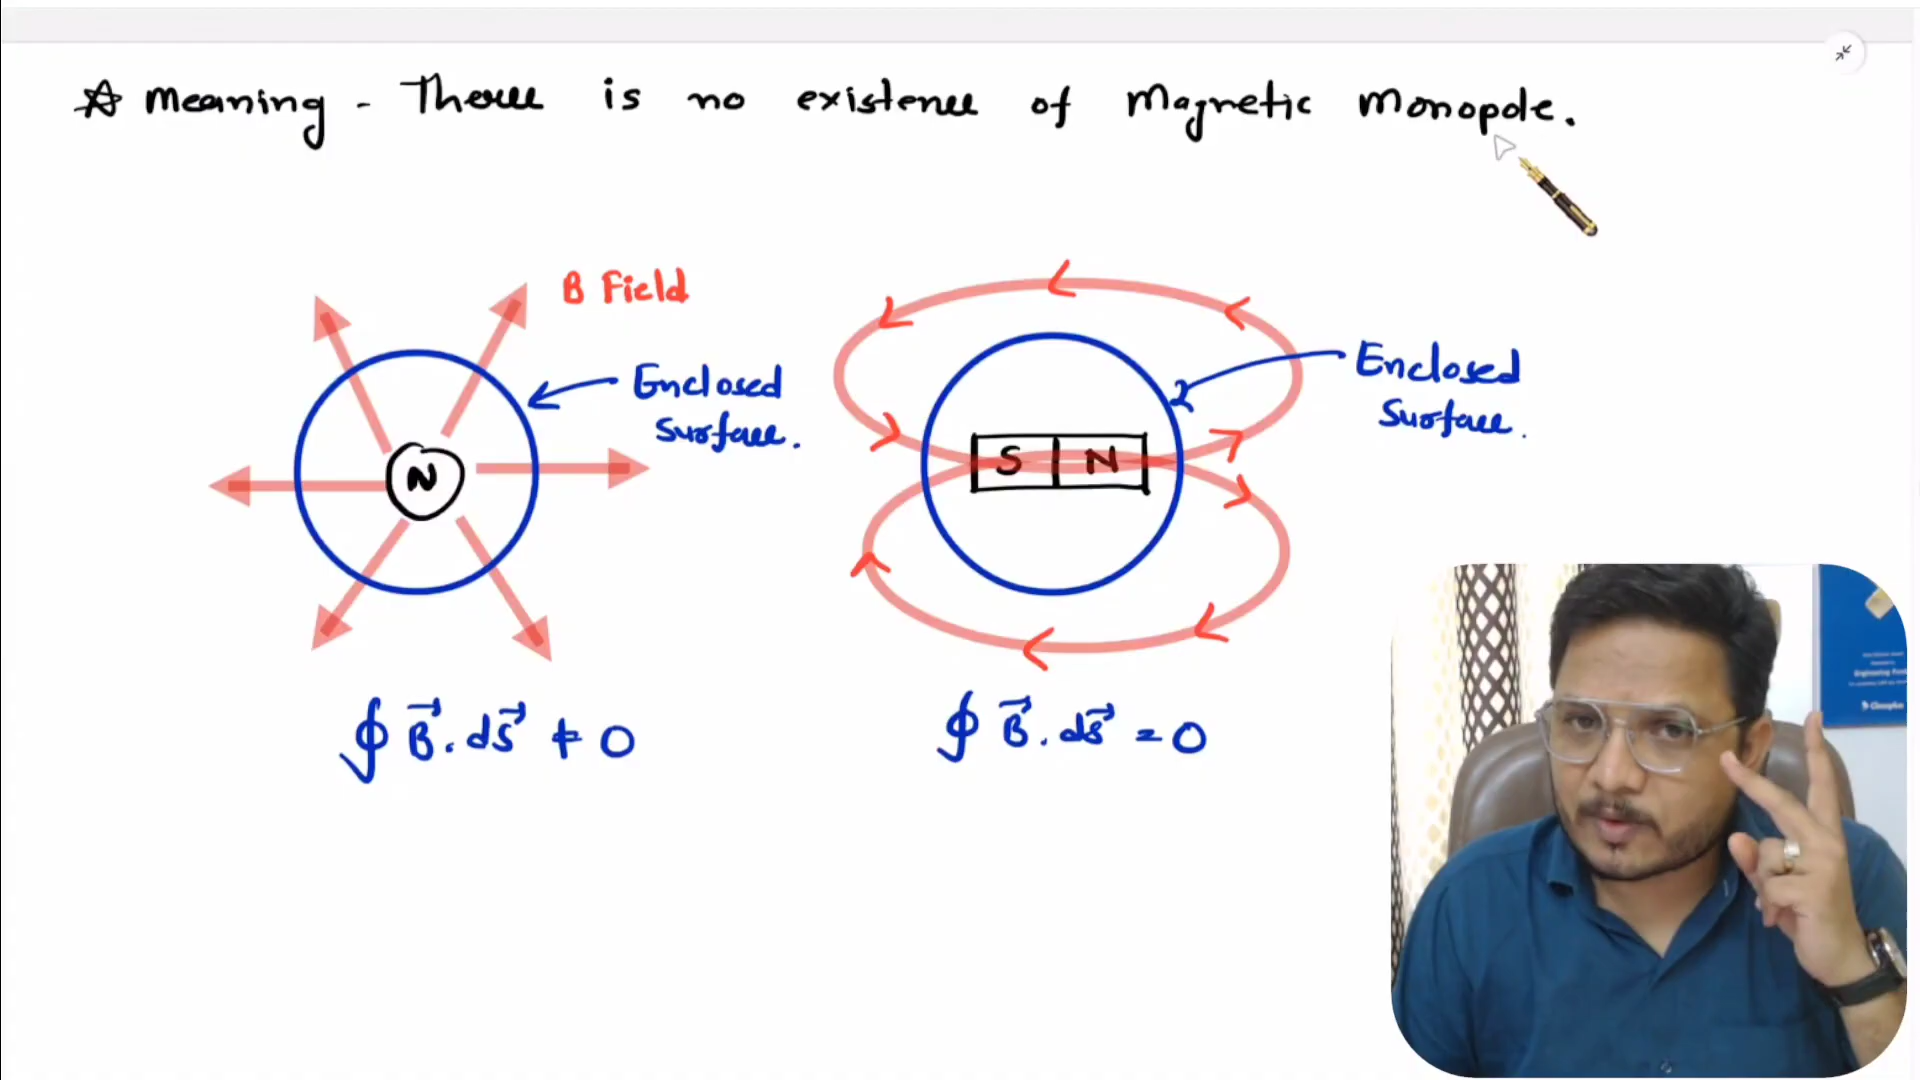 ☆ Meaning - There is no existence of Magnetic Monopole.
B Field
Enclosed
Surface.
N
Enclosed
Surface.
S N
∮ B⃗ . dS⃗ ≠ 0
∮ B⃗ . dS⃗ = 0